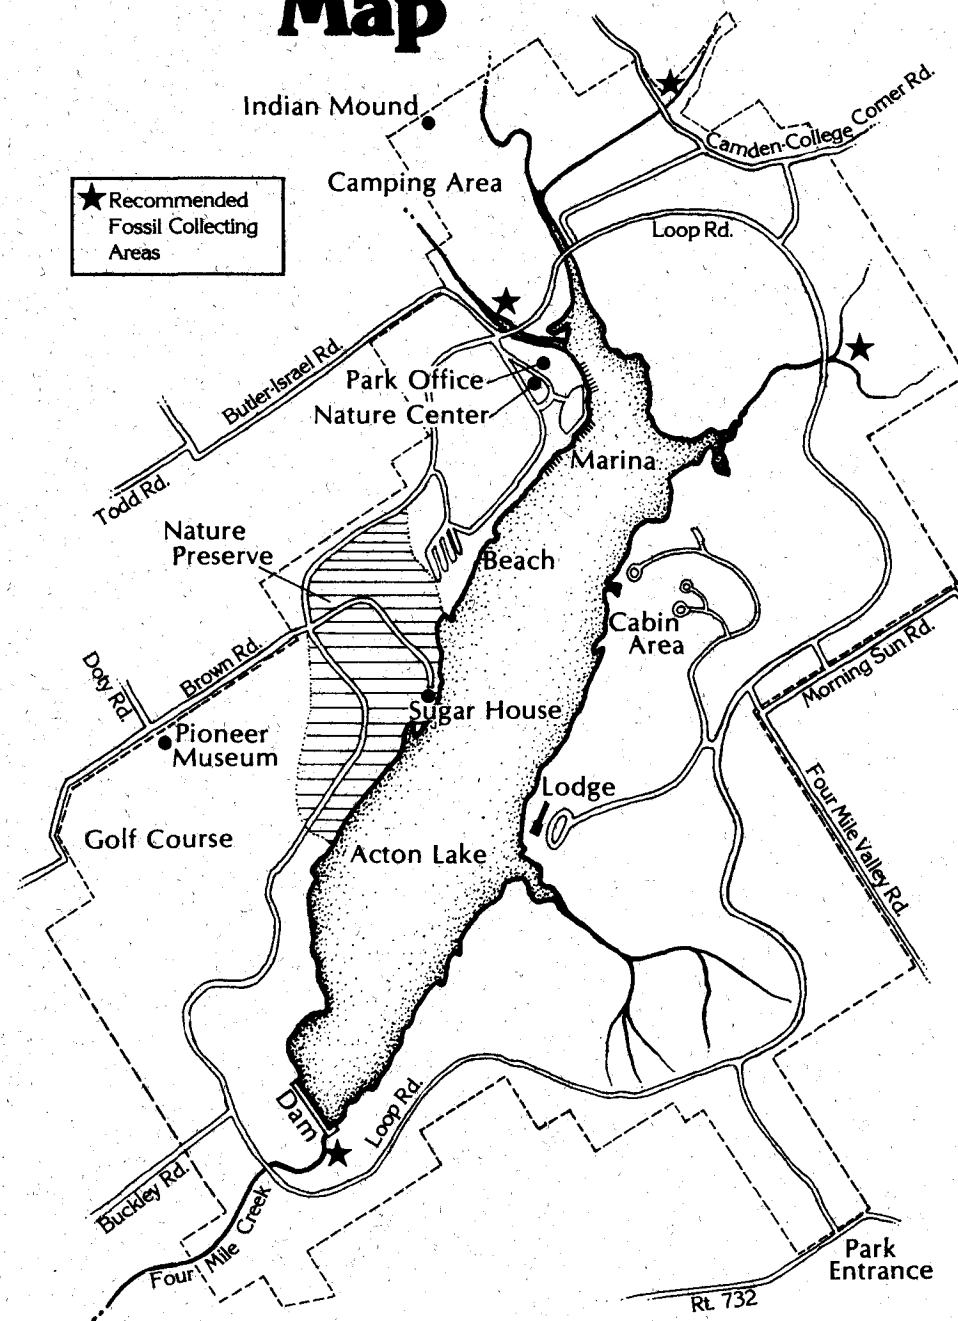 Map
Indian Mound
Camden-College Corner Rd.
Camping Area
Recommended
Fossil Collecting
Areas
Loop Rd.
Butler-Israel Rd.
Park Office
Nature Center
Marina
Todd Rd.
Nature
Preserve
Beach
Cabin
Area
Morning Sun Rd.
Brown Rd.
Doty Rd.
Sugar House
Pioneer
Museum
Lodge
Four Mile Valley Rd.
Golf Course
Acton Lake
Dam
Loop Rd.
Buckley Rd.
Four Mile Creek
Park
Entrance
Rt. 732